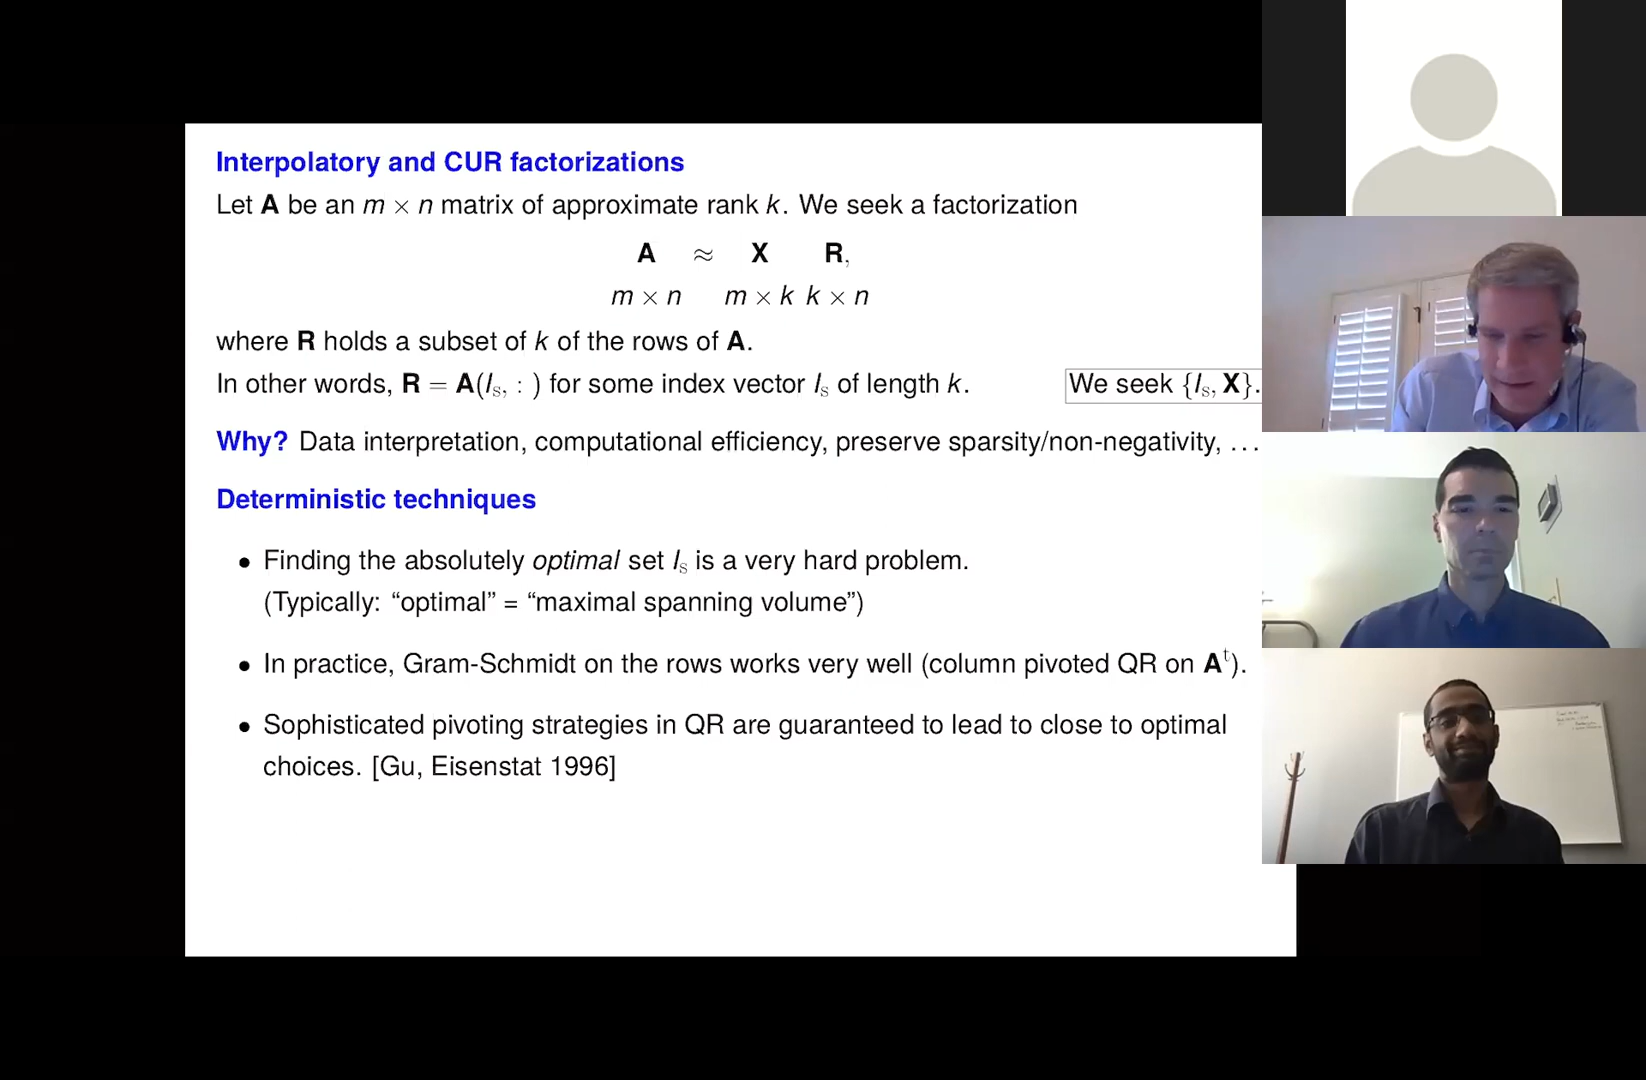 Interpolatory and CUR factorizations
Let A be an m × n matrix of approximate rank k. We seek a factorization
A ≈ X R,
m × n m × k k × n
where R holds a subset of k of the rows of A.
In other words, R = A(Is, : ) for some index vector Is of length k. We seek {Is, X}.
Why? Data interpretation, computational efficiency, preserve sparsity/non-negativity, ...
Deterministic techniques
• Finding the absolutely optimal set Is is a very hard problem.
(Typically: “optimal” = “maximal spanning volume”)
• In practice, Gram-Schmidt on the rows works very well (column pivoted QR on Aᵗ).
• Sophisticated pivoting strategies in QR are guaranteed to lead to close to optimal
choices. [Gu, Eisenstat 1996]